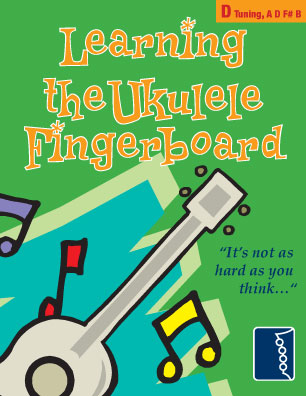 D Tuning, A D F# B
Learning
the Ukulele
Fingerboard
“It's not as
hard as you
think...“